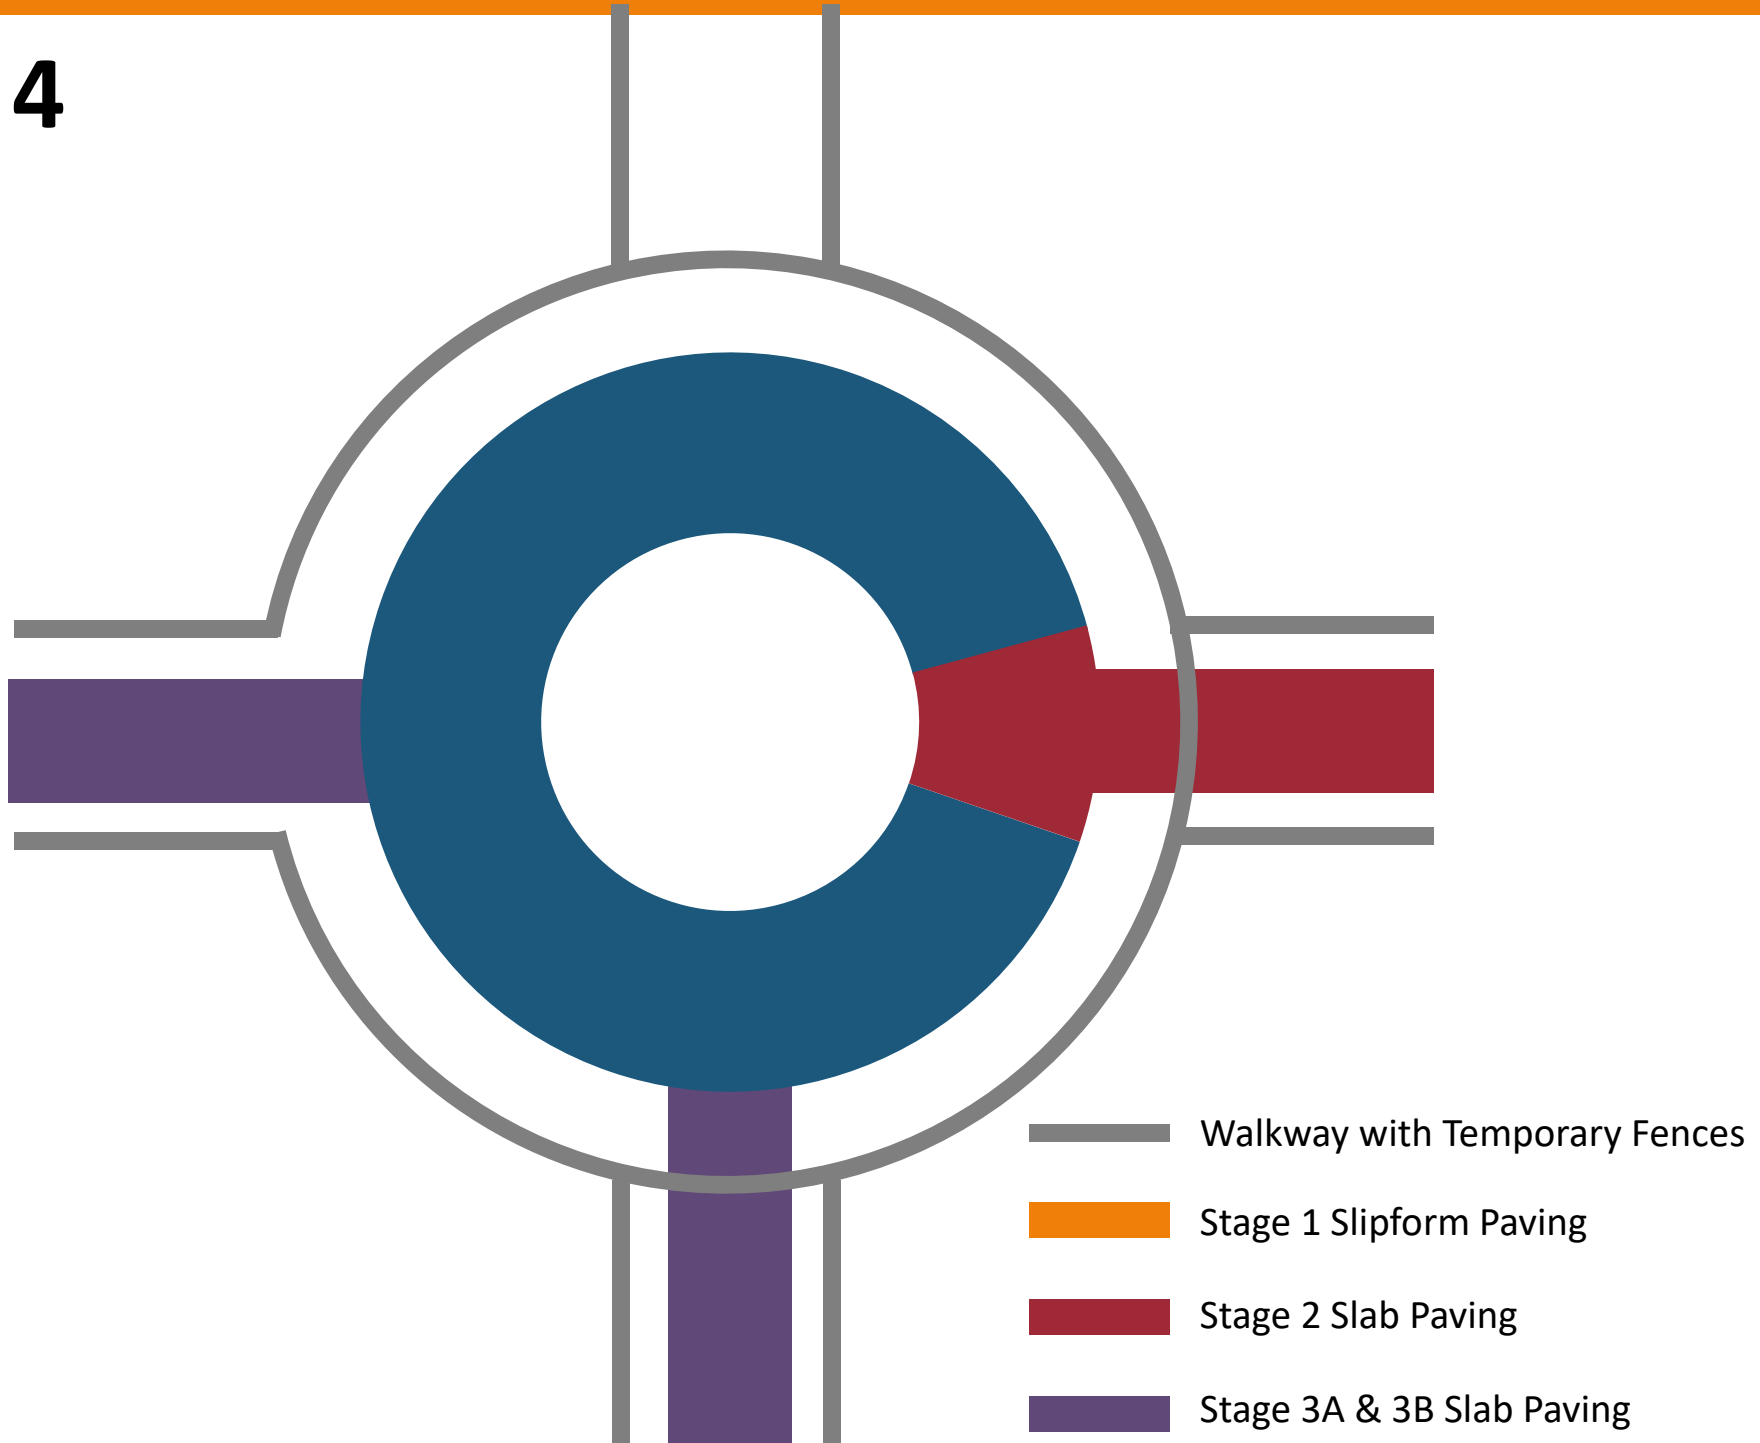 4
Walkway with Temporary Fences
Stage 1 Slipform Paving
Stage 2 Slab Paving
Stage 3A & 3B Slab Paving